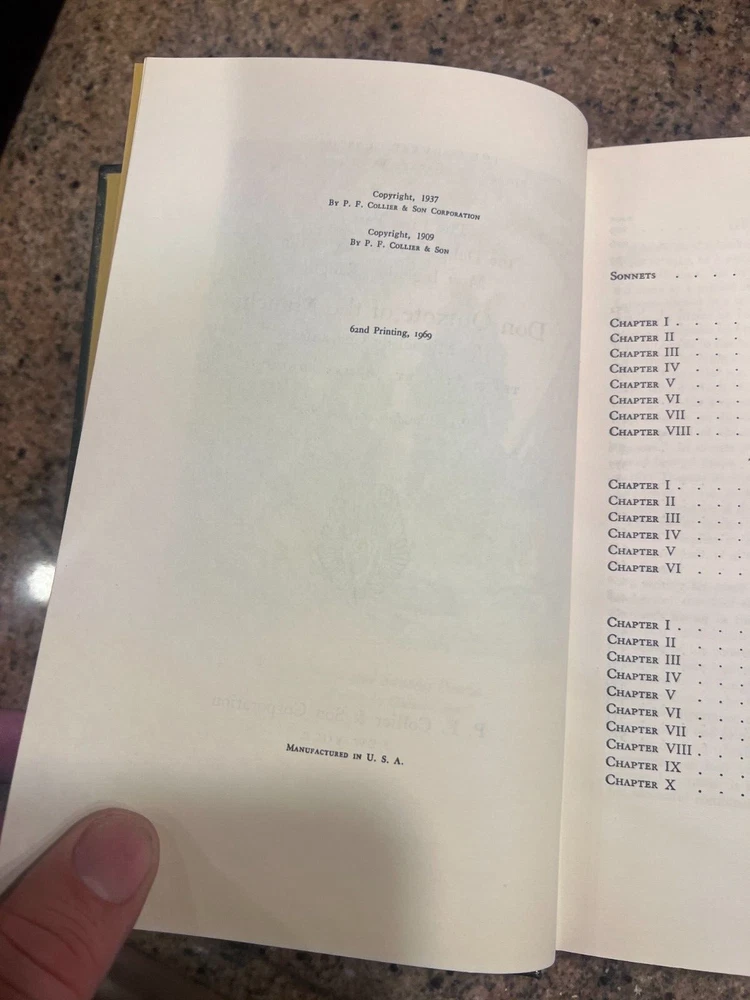 Copyright, 1937
By P. F. Collier & Son Corporation
Copyright, 1909
By P. F. Collier & Son
62nd Printing, 1969
Manufactured in U. S. A.
Sonnets . . . .
Chapter I . . . .
Chapter II . . .
Chapter III . . .
Chapter IV . . .
Chapter V . . .
Chapter VI . . .
Chapter VII . . .
Chapter VIII . . .
Chapter I . . . .
Chapter II . . .
Chapter III . . .
Chapter IV . . .
Chapter V . . .
Chapter VI . . .
Chapter I . . . .
Chapter II . . .
Chapter III . . .
Chapter IV . . .
Chapter V . . .
Chapter VI . . .
Chapter VII . . .
Chapter VIII . . .
Chapter IX . . .
Chapter X . . .